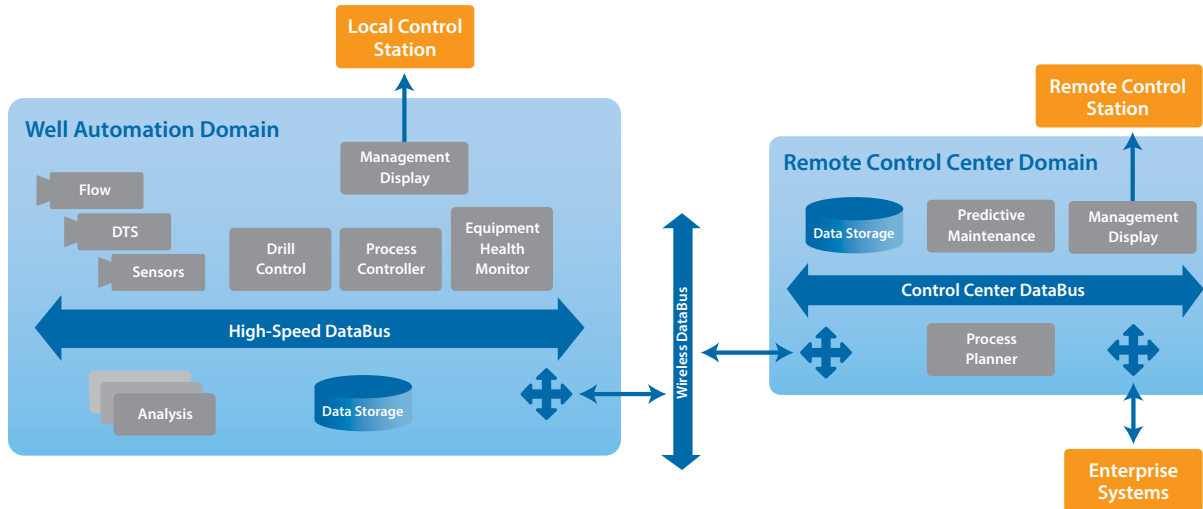 Local Control
Station
Well Automation Domain
Management
Display
Flow
DTS
Sensors
Drill
Control
Process
Controller
Equipment
Health
Monitor
High-Speed DataBus
Analysis
Data Storage
Wireless DataBus
Remote Control
Station
Remote Control Center Domain
Data Storage
Predictive
Maintenance
Management
Display
Control Center DataBus
Process
Planner
Enterprise
Systems